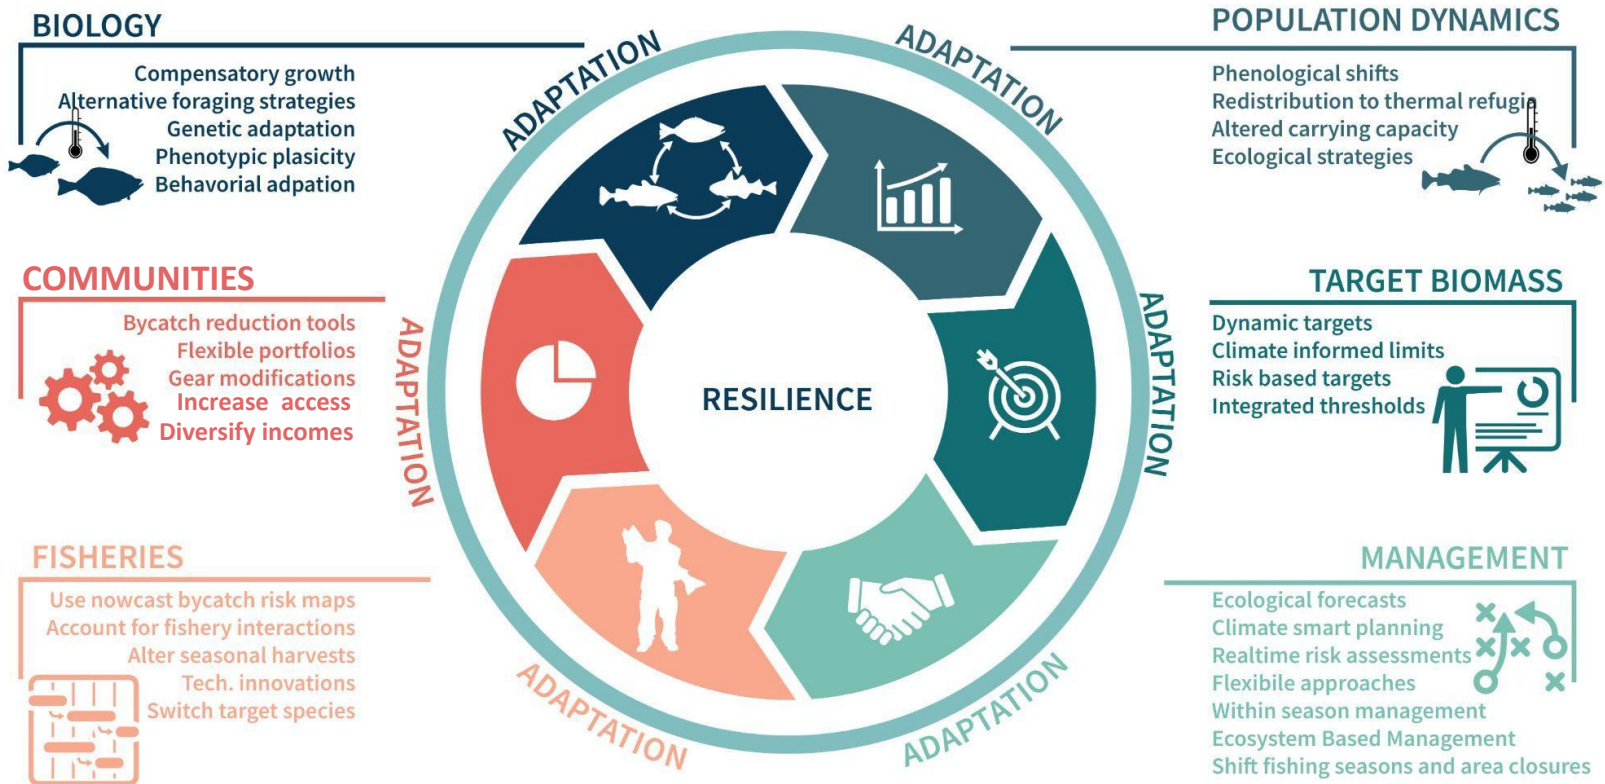 BIOLOGY
Compensatory growth
Alternative foraging strategies
Genetic adaptation
Phenotypic plasicity
Behavorial adpation
COMMUNITIES
Bycatch reduction tools
Flexible portfolios
Gear modifications
Increase access
Diversify incomes
FISHERIES
Use nowcast bycatch risk maps
Account for fishery interactions
Alter seasonal harvests
Tech. innovations
Switch target species
ADAPTATION
ADAPTATION
ADAPTATION
ADAPTATION
ADAPTATION
ADAPTATION
RESILIENCE
POPULATION DYNAMICS
Phenological shifts
Redistribution to thermal refugia
Altered carrying capacity
Ecological strategies
TARGET BIOMASS
Dynamic targets
Climate informed limits
Risk based targets
Integrated thresholds
MANAGEMENT
Ecological forecasts
Climate smart planning
Realtime risk assessments
Flexibile approaches
Within season management
Ecosystem Based Management
Shift fishing seasons and area closures